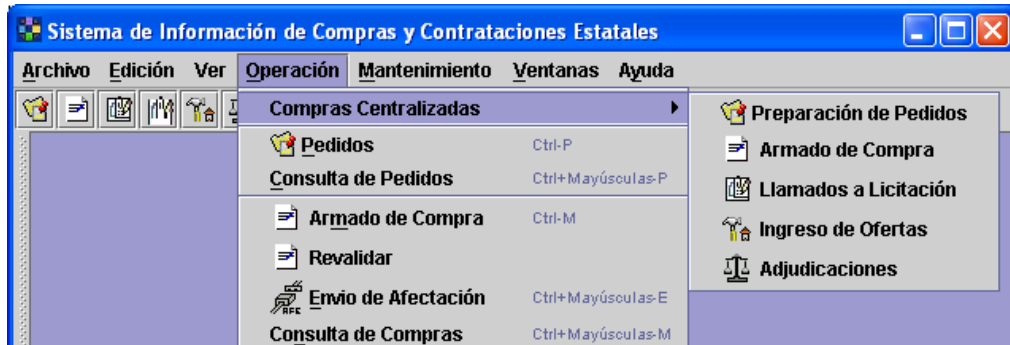 Sistema de Información de Compras y Contrataciones Estatales
Archivo Edición Ver Operación Mantenimiento Ventanas Ayuda
Compras Centralizadas
Pedidos Ctrl-P
Consulta de Pedidos Ctrl+Mayúsculas-P
Armado de Compra Ctrl-M
Revalidar
Envio de Afectación Ctrl+Mayúsculas-E
Consulta de Compras Ctrl+Mayúsculas-M
Preparación de Pedidos
Armado de Compra
Llamados a Licitación
Ingreso de Ofertas
Adjudicaciones